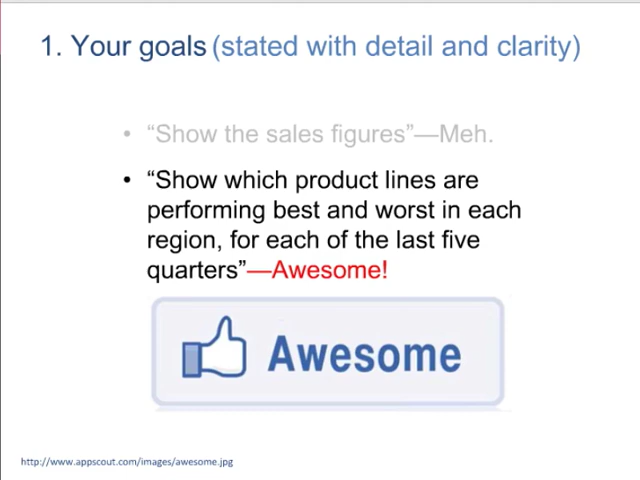 1. Your goals (stated with detail and clarity)
• “Show the sales figures”—Meh.
• “Show which product lines are
performing best and worst in each
region, for each of the last five
quarters”—Awesome!
Awesome
http://www.appscout.com/images/awesome.jpg